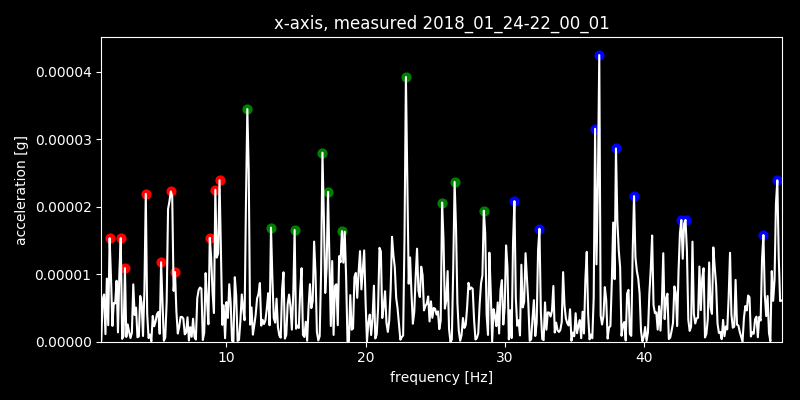 x-axis, measured 2018_01_24-22_00_01
0.00004
0.00003
0.00002
0.00001
0.00000
acceleration [g]
10 20 30 40
frequency [Hz]